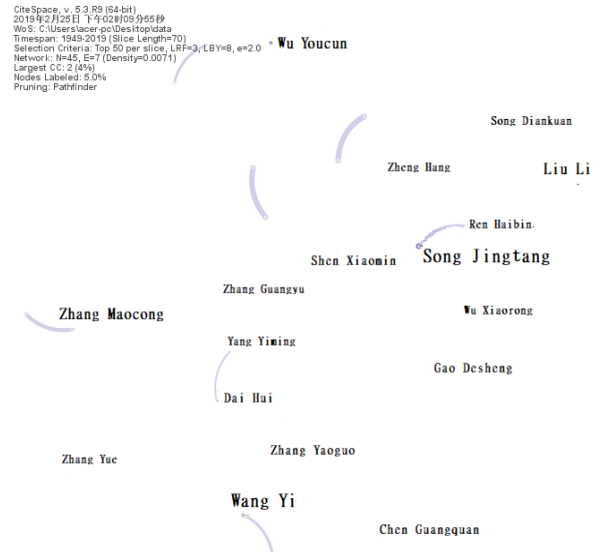 CiteSpace, v. 5.3.R9 (64-bit)
2019年2月25日 下午02时09分55秒
WoS: C:\Users\acer-pc\Desktop\data
Timespan: 1949-2019 (Slice Length=70)
Selection Criteria: Top 50 per slice, LRF=3, LBY=8, e=2.0
Network: N=45, E=7 (Density=0.0071)
Largest CC: 2 (4%)
Nodes Labeled: 5.0%
Pruning: Pathfinder
Wu Youcun
Song Diankuan
Zheng Hang
Liu Li
Ren Haibin
Song Jingtang
Shen Xiaomin
Zhang Guangyu
Zhang Maocong
Wu Xiaorong
Yang Yiming
Gao Desheng
Dai Hui
Zhang Yaoguo
Zhang Yue
Wang Yi
Chen Guangquan